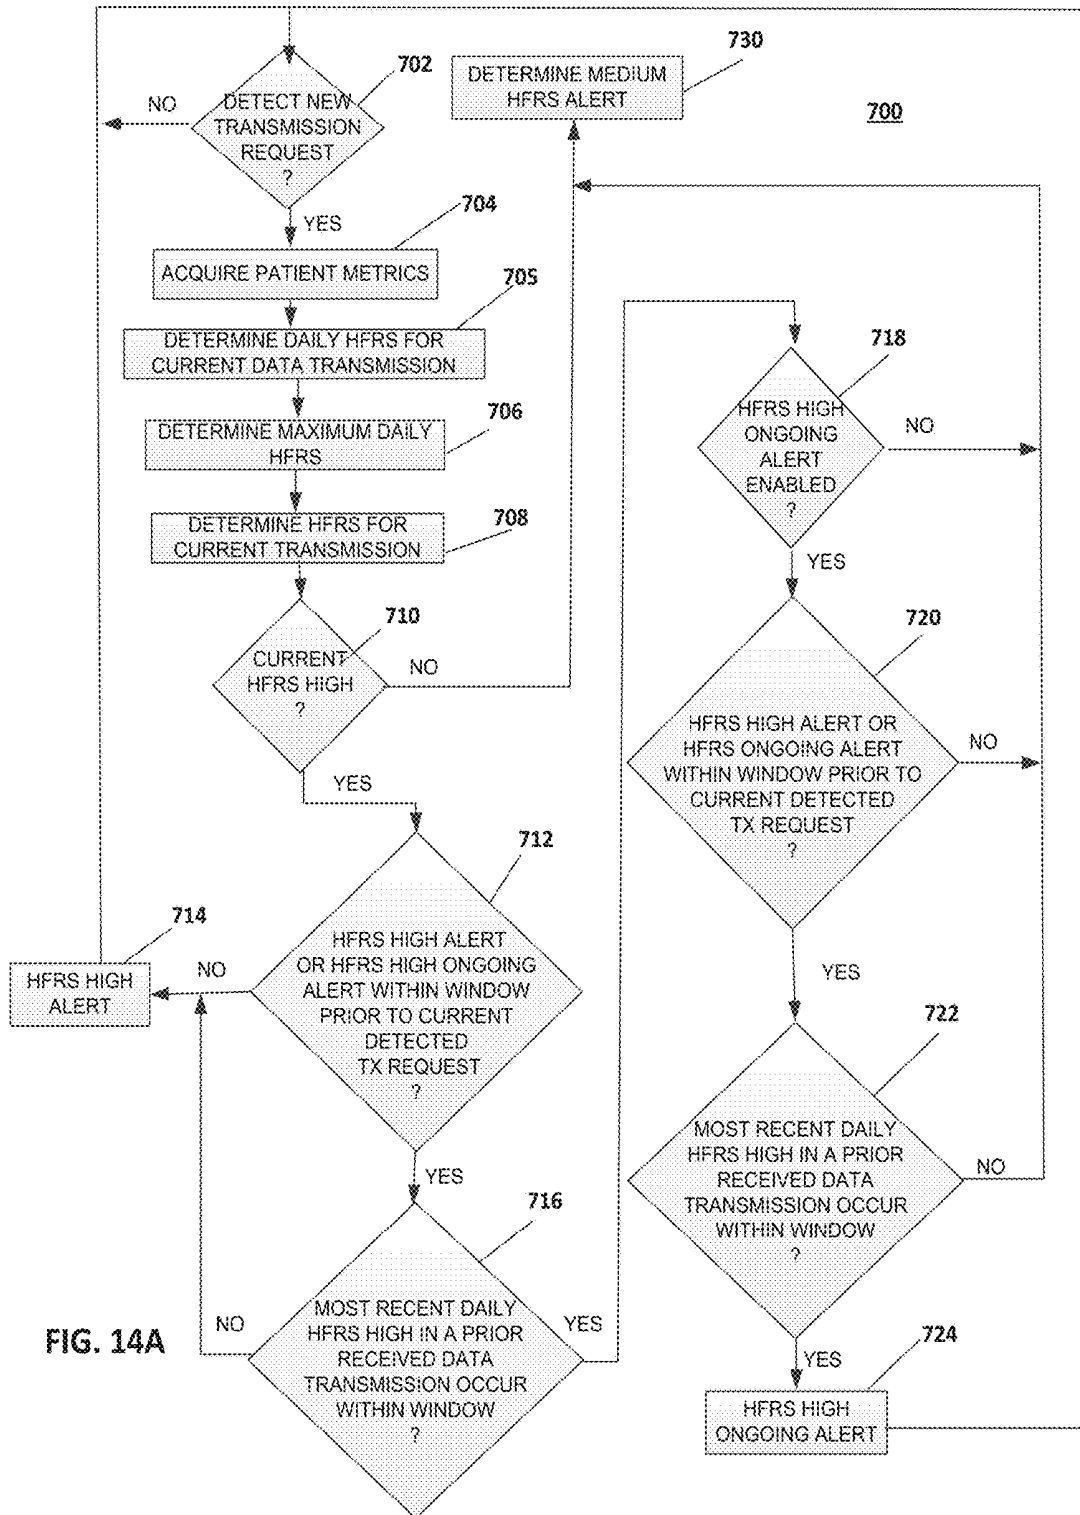 702
DETECT NEW
TRANSMISSION
REQUEST
?
NO
YES
730
DETERMINE MEDIUM
HFRS ALERT
700
704
ACQUIRE PATIENT METRICS
705
DETERMINE DAILY HFRS FOR
CURRENT DATA TRANSMISSION
706
DETERMINE MAXIMUM DAILY
HFRS
708
DETERMINE HFRS FOR
CURRENT TRANSMISSION
710
CURRENT
HFRS HIGH
?
NO
YES
712
HFRS HIGH ALERT
OR HFRS HIGH ONGOING
ALERT WITHIN WINDOW
PRIOR TO CURRENT
DETECTED
TX REQUEST
?
NO
YES
714
HFRS HIGH
ALERT
716
MOST RECENT DAILY
HFRS HIGH IN A PRIOR
RECEIVED DATA
TRANSMISSION OCCUR
WITHIN WINDOW
?
NO
YES
718
HFRS HIGH
ONGOING
ALERT
ENABLED
?
NO
YES
720
HFRS HIGH ALERT OR
HFRS ONGOING ALERT
WITHIN WINDOW PRIOR TO
CURRENT DETECTED
TX REQUEST
?
NO
YES
722
MOST RECENT DAILY
HFRS HIGH IN A PRIOR
RECEIVED DATA
TRANSMISSION OCCUR
WITHIN WINDOW
?
NO
YES
724
HFRS HIGH
ONGOING ALERT
FIG. 14A